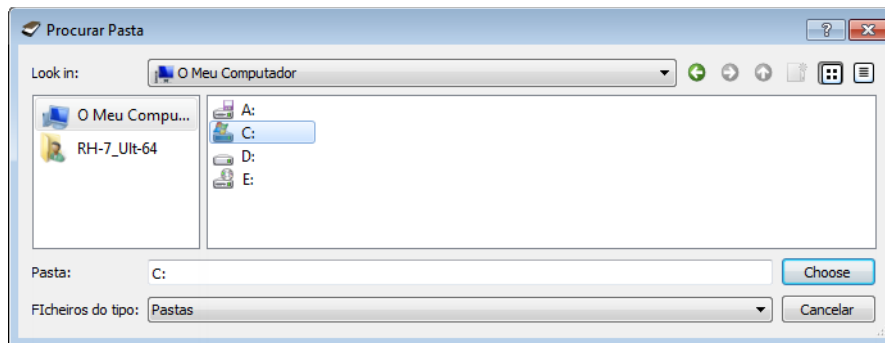 Procurar Pasta
Look in: O Meu Computador
O Meu Compu...
RH-7_Ult-64
A:
C:
D:
E:
Pasta: C: Choose
FIcheiros do tipo: Pastas Cancelar